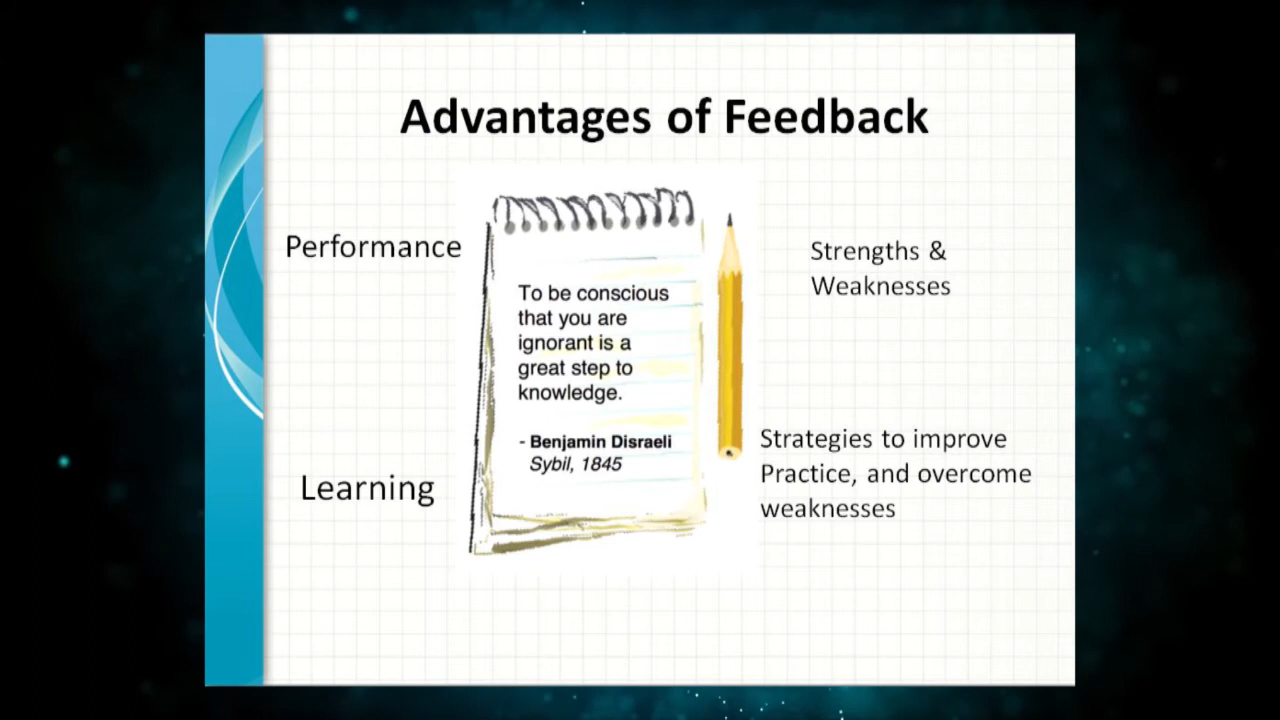 Advantages of Feedback
Performance
Strengths &
Weaknesses
To be conscious
that you are
ignorant is a
great step to
knowledge.
- Benjamin Disraeli
Sybil, 1845
Learning
Strategies to improve
Practice, and overcome
weaknesses